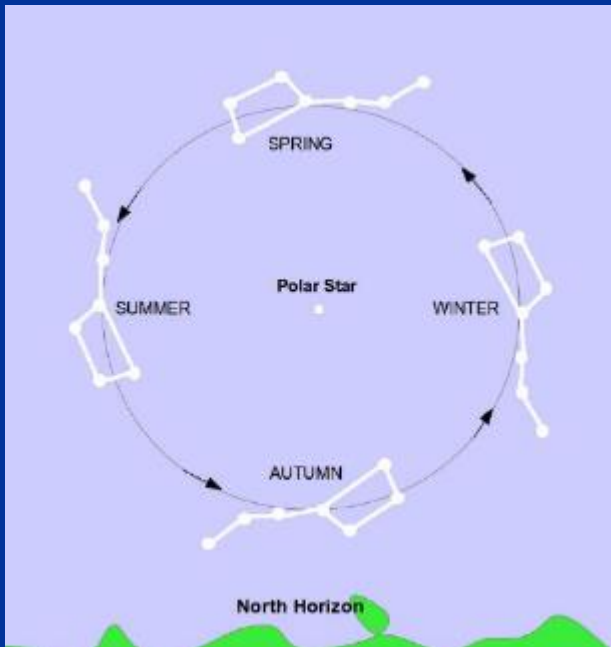 SPRING
Polar Star
SUMMER
WINTER
AUTUMN
North Horizon